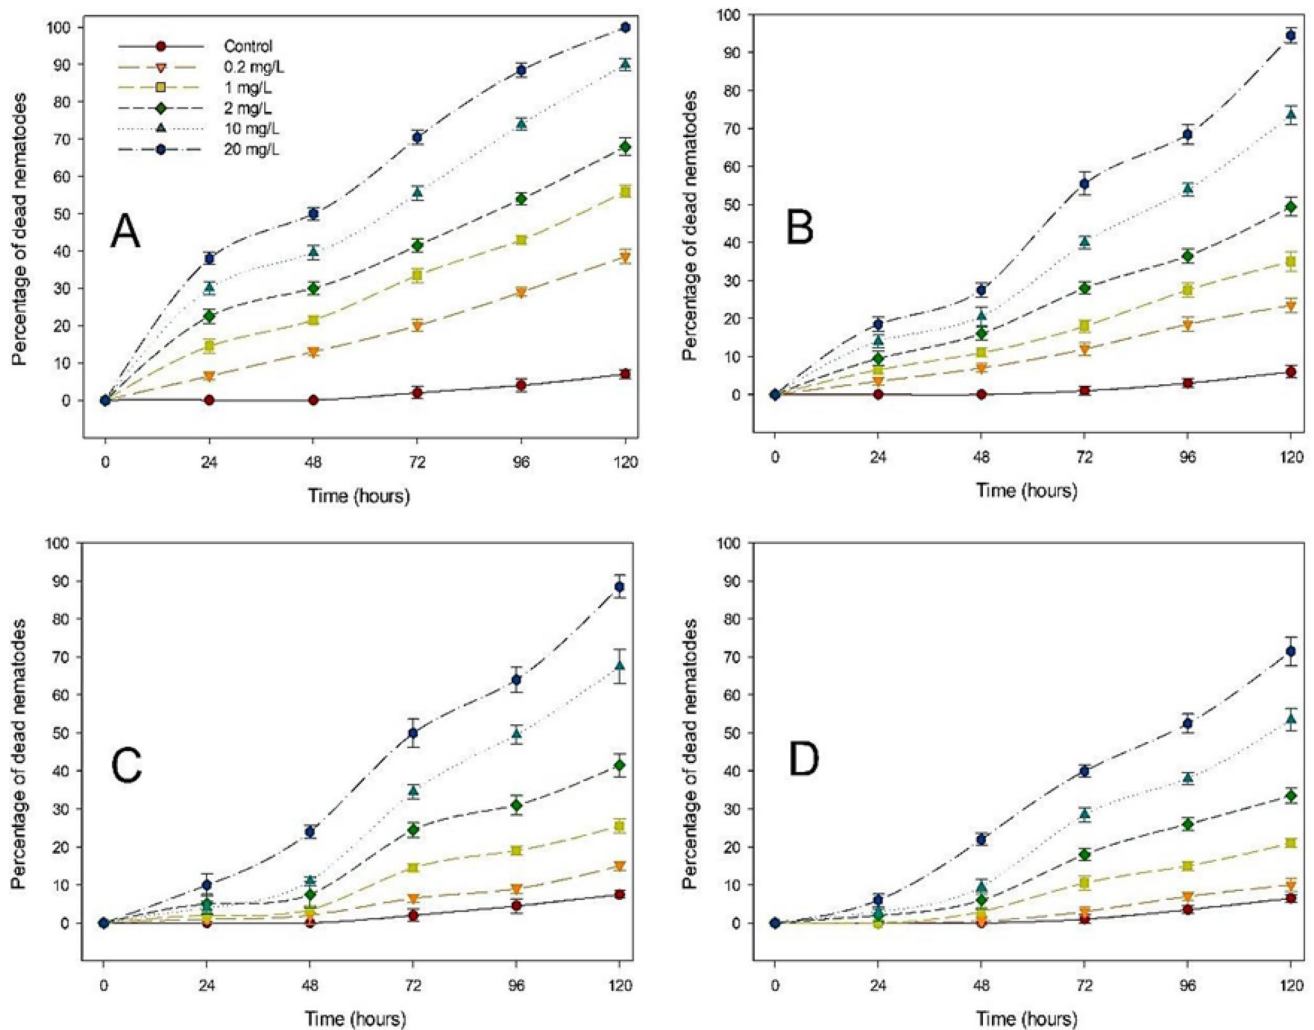 Percentage of dead nematodes
100
90
80
70
60
50
40
30
20
10
0
Control
0.2 mg/L
1 mg/L
2 mg/L
10 mg/L
20 mg/L
A
0 24 48 72 96 120
Time (hours)
Percentage of dead nematodes
100
90
80
70
60
50
40
30
20
10
0
B
0 24 48 72 96 120
Time (hours)
Percentage of dead nematodes
100
90
80
70
60
50
40
30
20
10
0
C
0 24 48 72 96 120
Time (hours)
Percentage of dead nematodes
100
90
80
70
60
50
40
30
20
10
0
D
0 24 48 72 96 120
Time (hours)